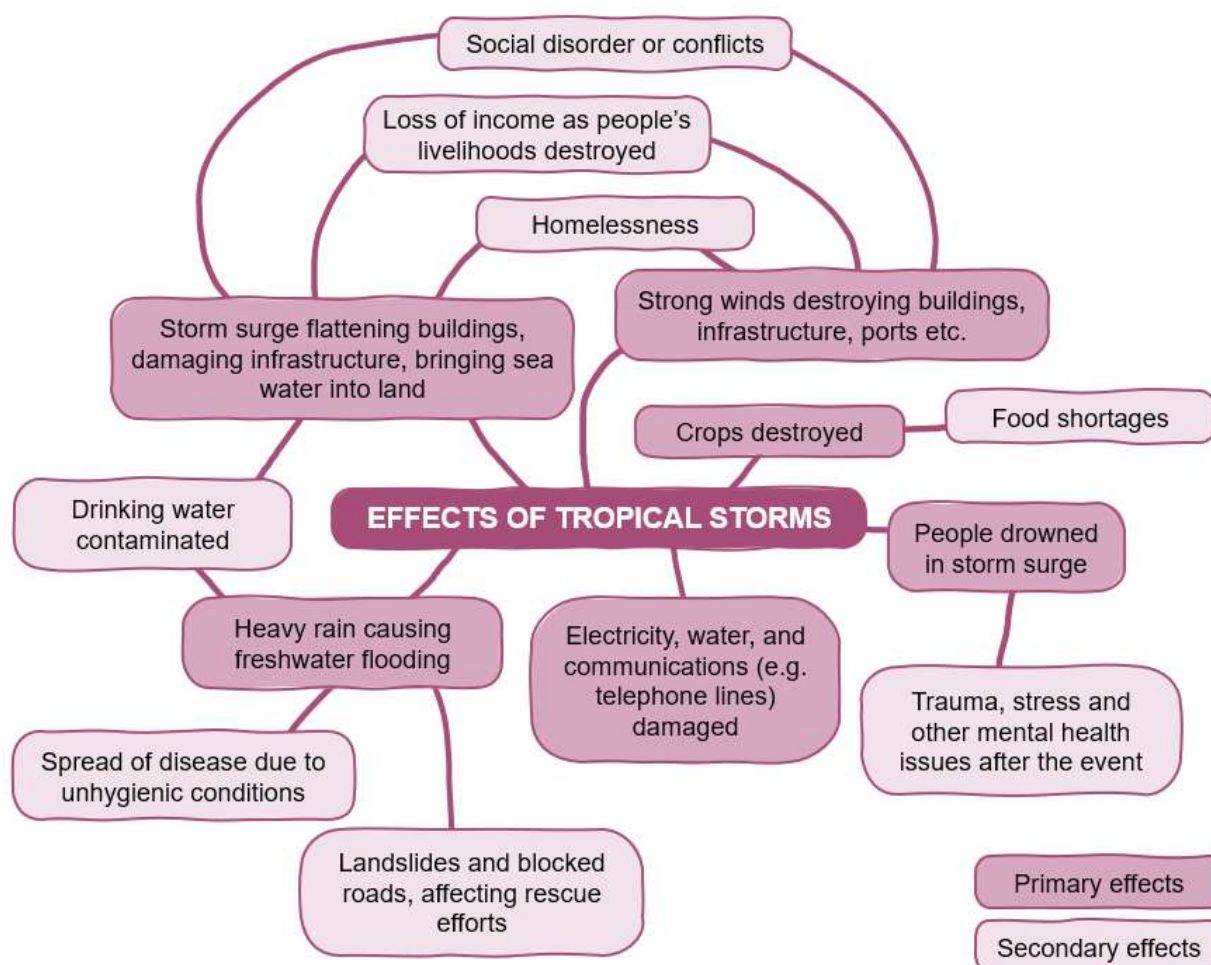 Social disorder or conflicts
Loss of income as people’s
livelihoods destroyed
Homelessness
Storm surge flattening buildings,
damaging infrastructure, bringing sea
water into land
Strong winds destroying buildings,
infrastructure, ports etc.
Crops destroyed
Food shortages
Drinking water
contaminated
EFFECTS OF TROPICAL STORMS
People drowned
in storm surge
Heavy rain causing
freshwater flooding
Electricity, water, and
communications (e.g.
telephone lines)
damaged
Trauma, stress and
other mental health
issues after the event
Spread of disease due to
unhygienic conditions
Landslides and blocked
roads, affecting rescue
efforts
Primary effects
Secondary effects